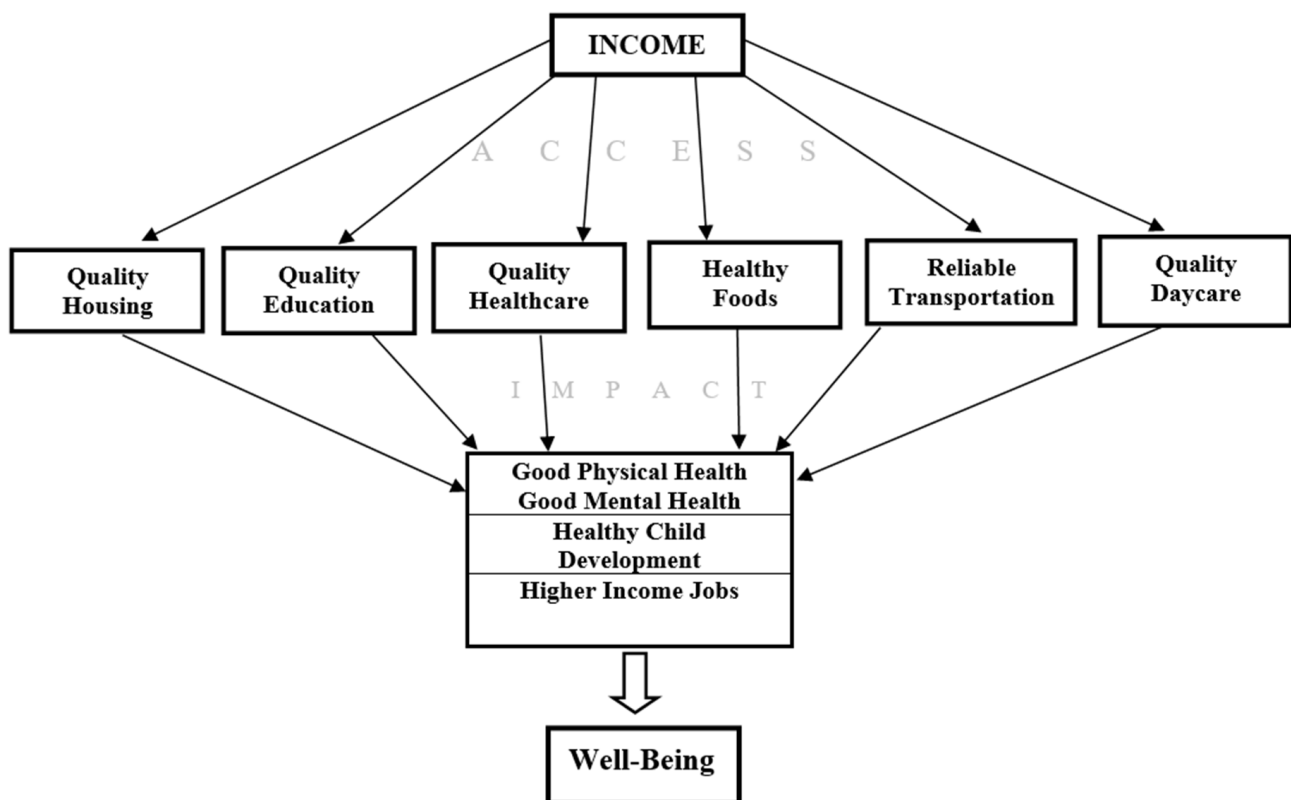 INCOME
A C C E S S
Quality
Housing
Quality
Education
Quality
Healthcare
Healthy
Foods
Reliable
Transportation
Quality
Daycare
I M P A C T
Good Physical Health
Good Mental Health
Healthy Child
Development
Higher Income Jobs
Well-Being